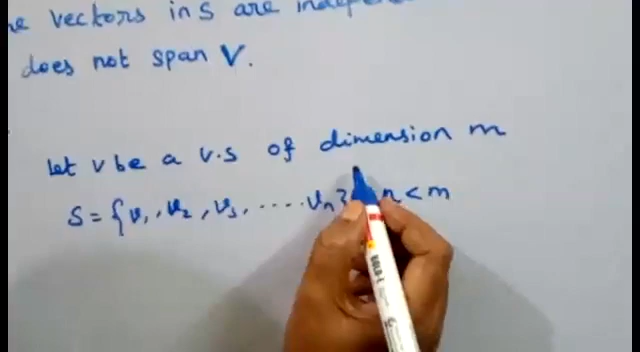 vectors in S are
does not span V.
Let V be a V.S of dimension m
S = {v₁, v₂, v₃, ..... vₙ} n < m